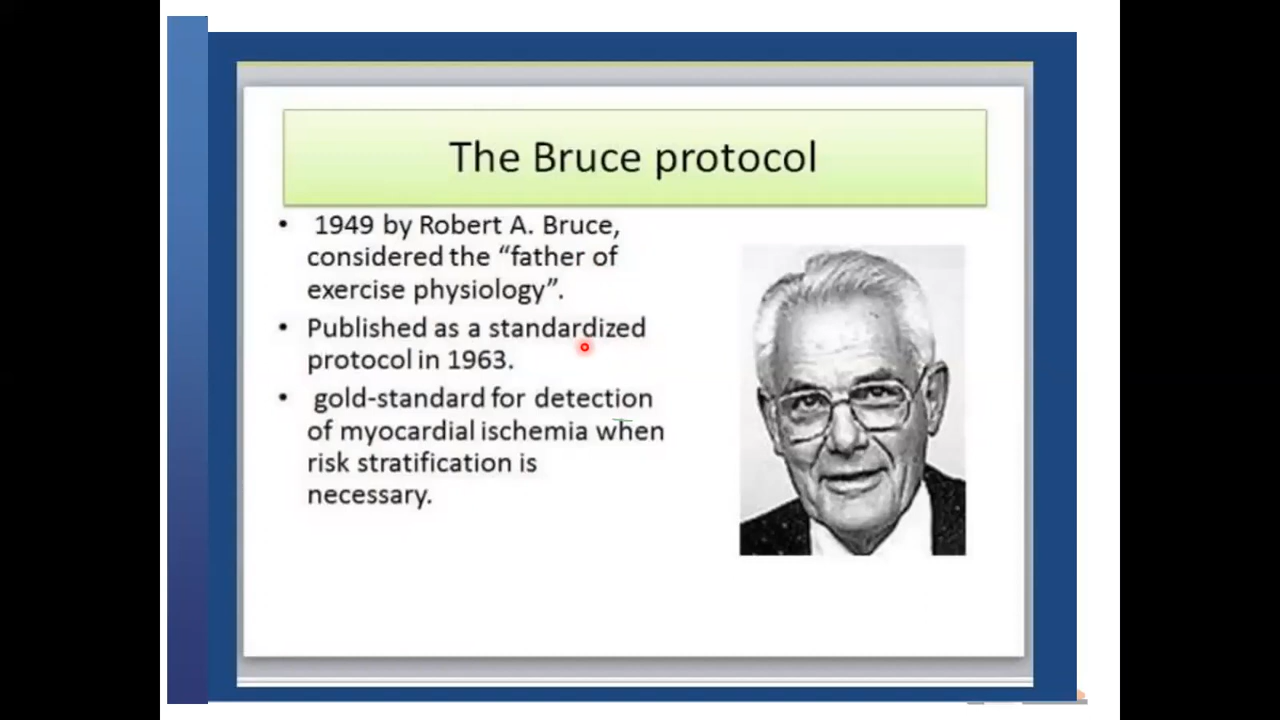 The Bruce protocol
• 1949 by Robert A. Bruce,
considered the “father of
exercise physiology”.
• Published as a standardized
protocol in 1963.
• gold-standard for detection
of myocardial ischemia when
risk stratification is
necessary.